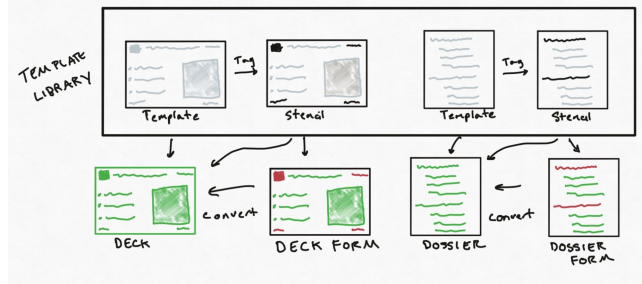 TEMPLATE
LIBRARY
Tag
Template
Stencil
Tag
Template
Stencil
convert
DECK
DECK FORM
convert
DOSSIER
DOSSIER
FORM